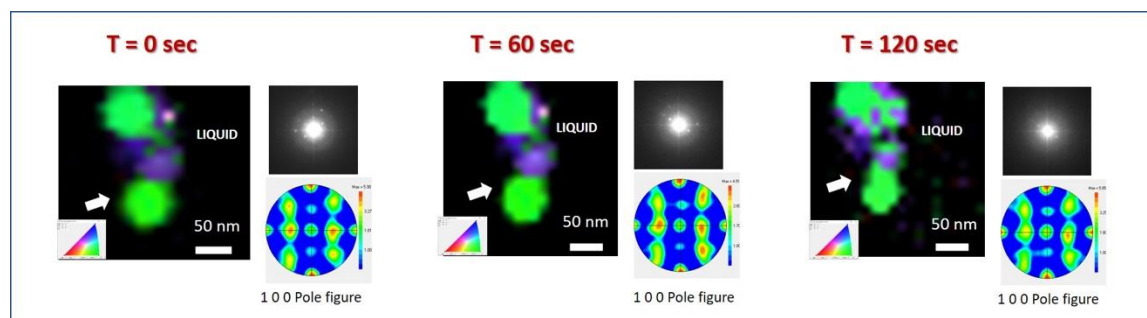 T = 0 sec
T = 60 sec
T = 120 sec
LIQUID
50 nm
1 0 0 Pole figure
LIQUID
50 nm
1 0 0 Pole figure
LIQUID
50 nm
1 0 0 Pole figure